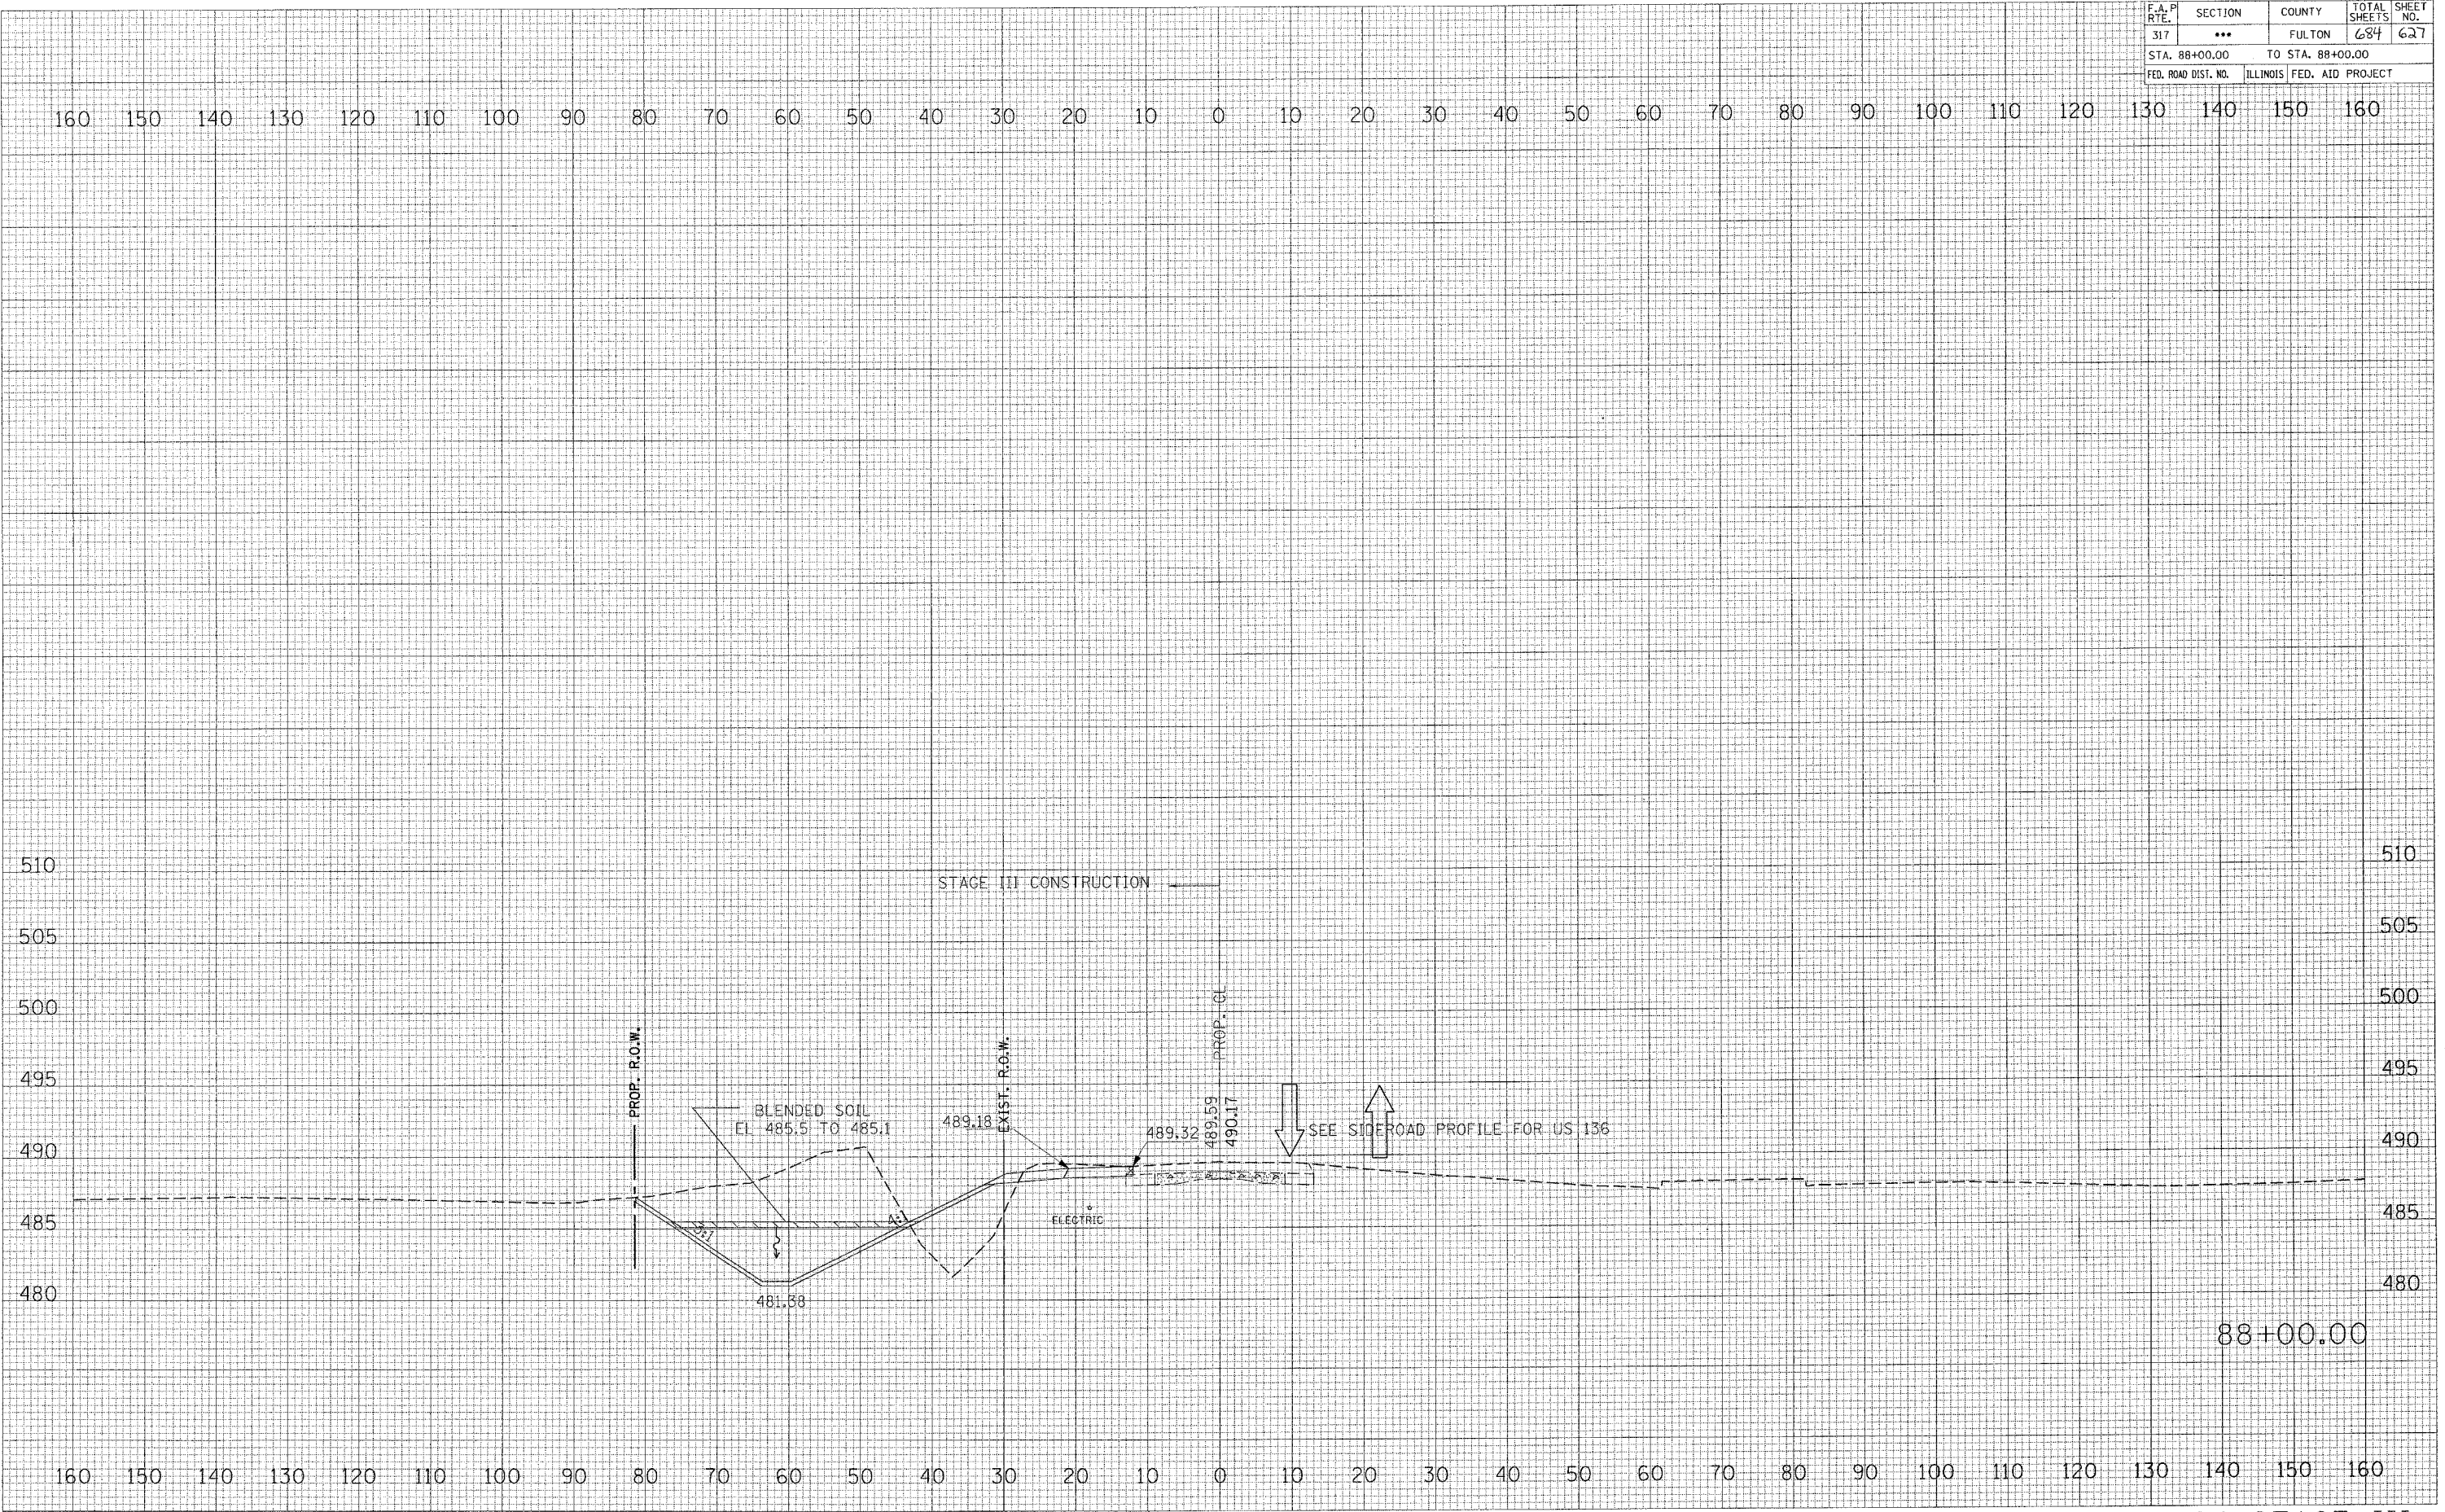 F.A.P RTE. SECTION COUNTY TOTAL SHEETS SHEET NO.
317 *** FULTON 684 627
STA. 88+00.00 TO STA. 88+00.00
FED. ROAD DIST. NO. ILLINOIS FED. AID PROJECT
160 150 140 130 120 110 100 90 80 70 60 50 40 30 20 10 0 10 20 30 40 50 60 70 80 90 100 110 120 130 140 150 160
510 510
STAGE III CONSTRUCTION
505 505
500 500
PROP. CL
PROP. R.O.W.
EXIST. R.O.W.
495 495
BLENDED SOIL
EL 485.5 TO 485.1
489.18
489.32
489.59
490.17
SEE SIDEROAD PROFILE FOR US 136
490 490
485 485
3:1
4:1
ELECTRIC
480 480
481.38
88+00.00
160 150 140 130 120 110 100 90 80 70 60 50 40 30 20 10 0 10 20 30 40 50 60 70 80 90 100 110 120 130 140 150 160